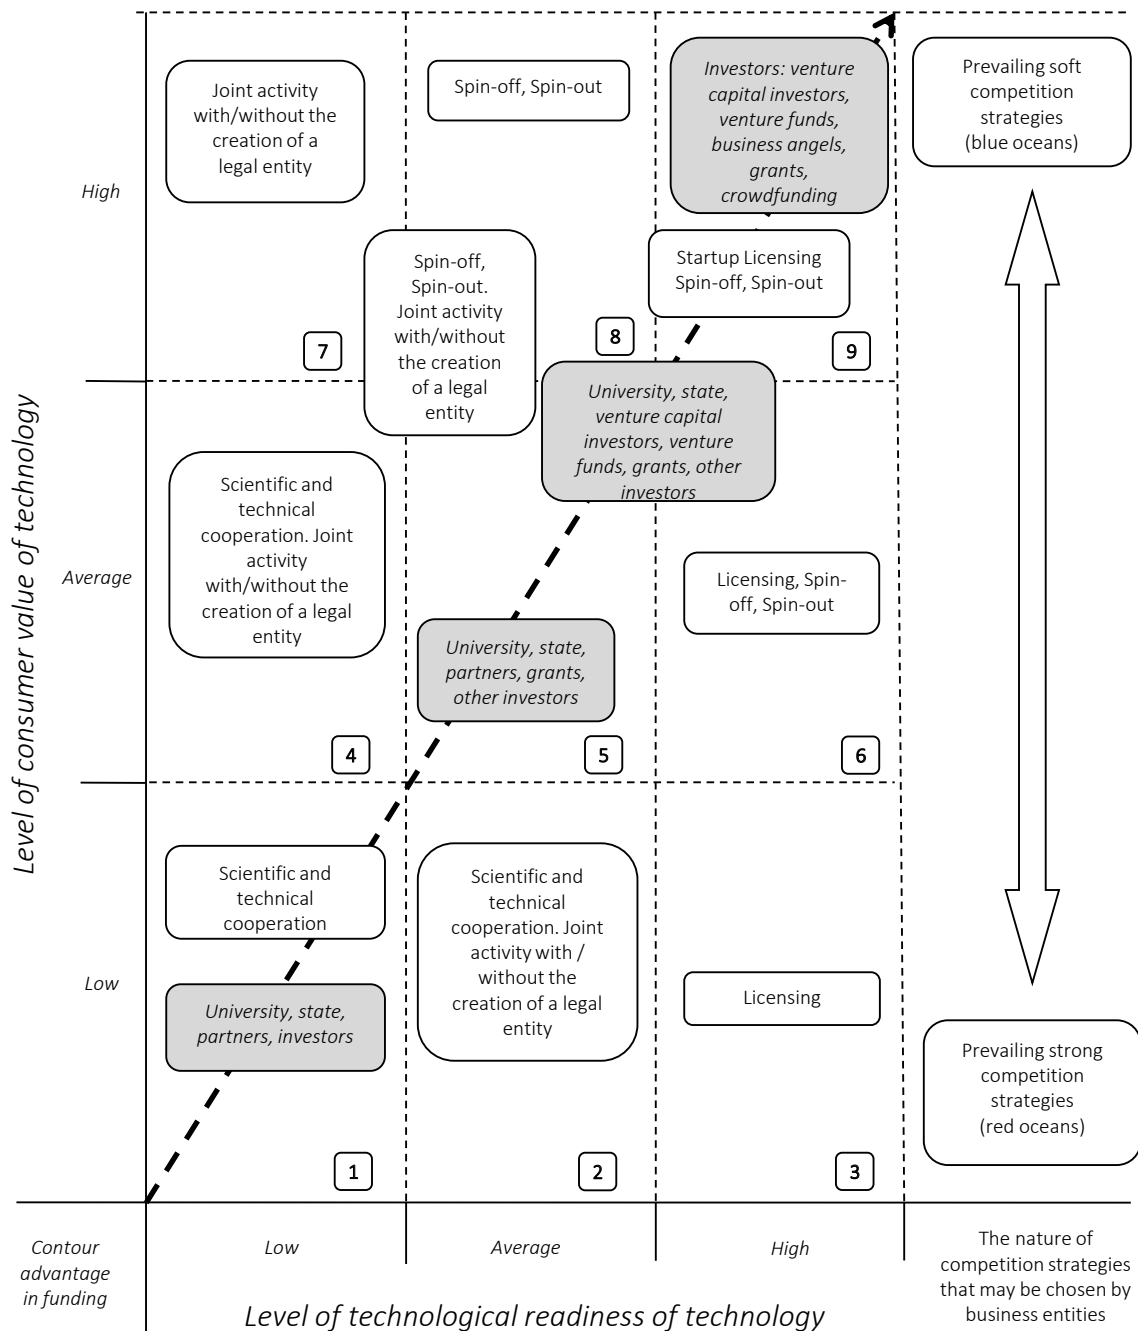 Joint activity
with/without the
creation of a
legal entity
Spin-off, Spin-out
Investors: venture
capital investors,
venture funds,
business angels,
grants,
crowdfunding
Prevailing soft
competition
strategies
(blue oceans)
High
Spin-off,
Spin-out.
Joint activity
with/without
the creation
of a legal
entity
Startup Licensing
Spin-off, Spin-out
7
8
9
University, state,
venture capital
investors, venture
funds, grants, other
investors
Level of consumer value of technology
Scientific and
technical
cooperation. Joint
activity
with/without the
creation of a legal
entity
Average
Licensing, Spin-
off, Spin-out
University, state,
partners, grants,
other investors
4
5
6
Scientific and
technical
cooperation
Scientific and
technical
cooperation. Joint
activity with /
without the
creation of a legal
entity
Low
University, state,
partners, investors
Licensing
Prevailing strong
competition
strategies
(red oceans)
1
2
3
Contour
advantage
in funding
Low
Average
High
The nature of
competition strategies
that may be chosen by
business entities
Level of technological readiness of technology